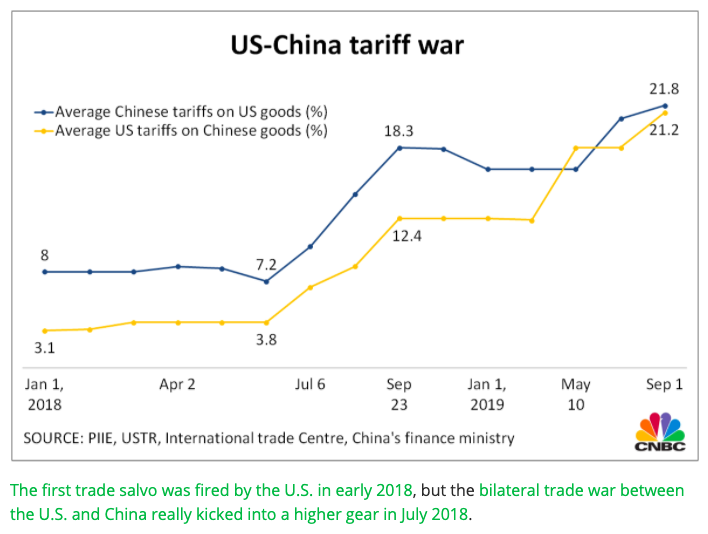 US-China tariff war
Average Chinese tariffs on US goods (%)
Average US tariffs on Chinese goods (%)
21.8
18.3
21.2
12.4
8
7.2
3.8
3.1
Jan 1, 2018
Apr 2
Jul 6
Sep 23
Jan 1, 2019
May 10
Sep 1
SOURCE: PIIE, USTR, International trade Centre, China's finance ministry
CNBC
The first trade salvo was fired by the U.S. in early 2018, but the bilateral trade war between
the U.S. and China really kicked into a higher gear in July 2018.